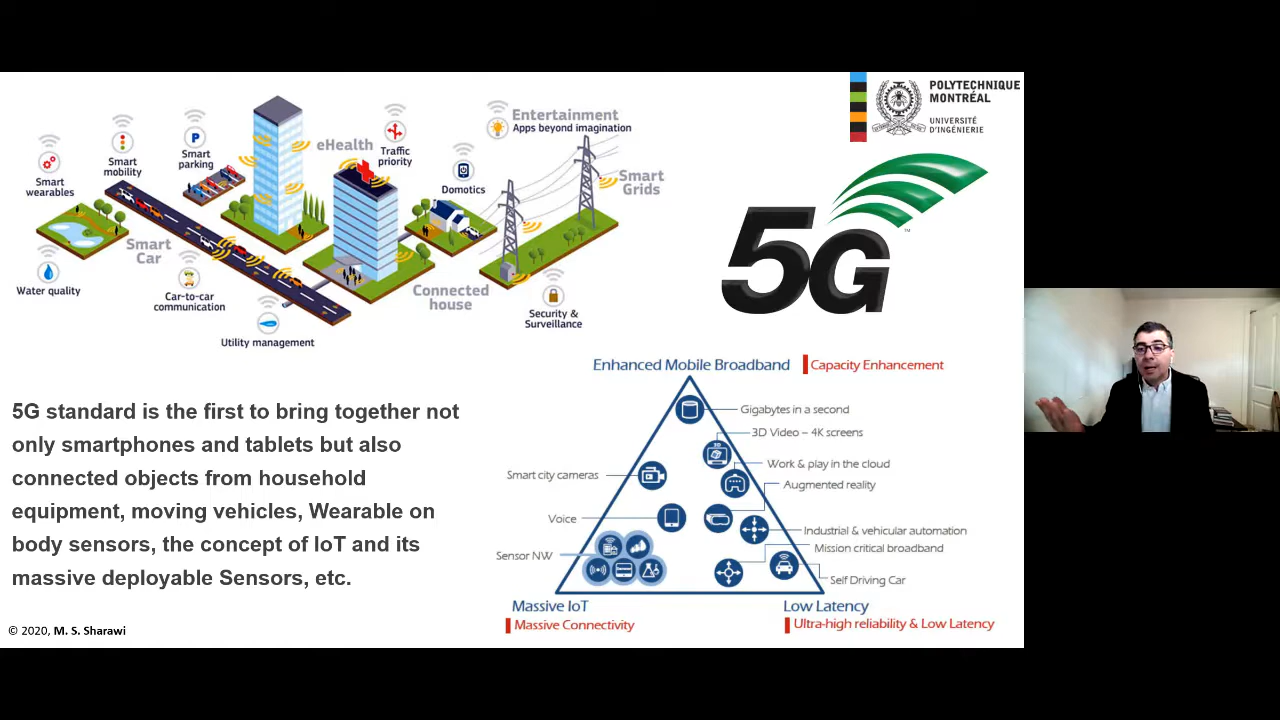 POLYTECHNIQUE
MONTRÉAL
UNIVERSITÉ
D'INGÉNIERIE
Entertainment
Apps beyond imagination
eHealth
Traffic
priority
Smart
parking
Smart
mobility
Smart
wearables
P
Domotics
Smart
Grids
Smart
Car
Water quality
Car-to-car
communication
Connected
house
Security &
Surveillance
Utility management
5G
™
5G standard is the first to bring together not
only smartphones and tablets but also
connected objects from household
equipment, moving vehicles, Wearable on
body sensors, the concept of IoT and its
massive deployable Sensors, etc.
Enhanced Mobile Broadband
Capacity Enhancement
Gigabytes in a second
3D Video – 4K screens
3D
Work & play in the cloud
Smart city cameras
Augmented reality
Voice
Industrial & vehicular automation
Mission critical broadband
Sensor NW
Self Driving Car
Massive IoT
Massive Connectivity
Low Latency
Ultra-high reliability & Low Latency
© 2020, M. S. Sharawi